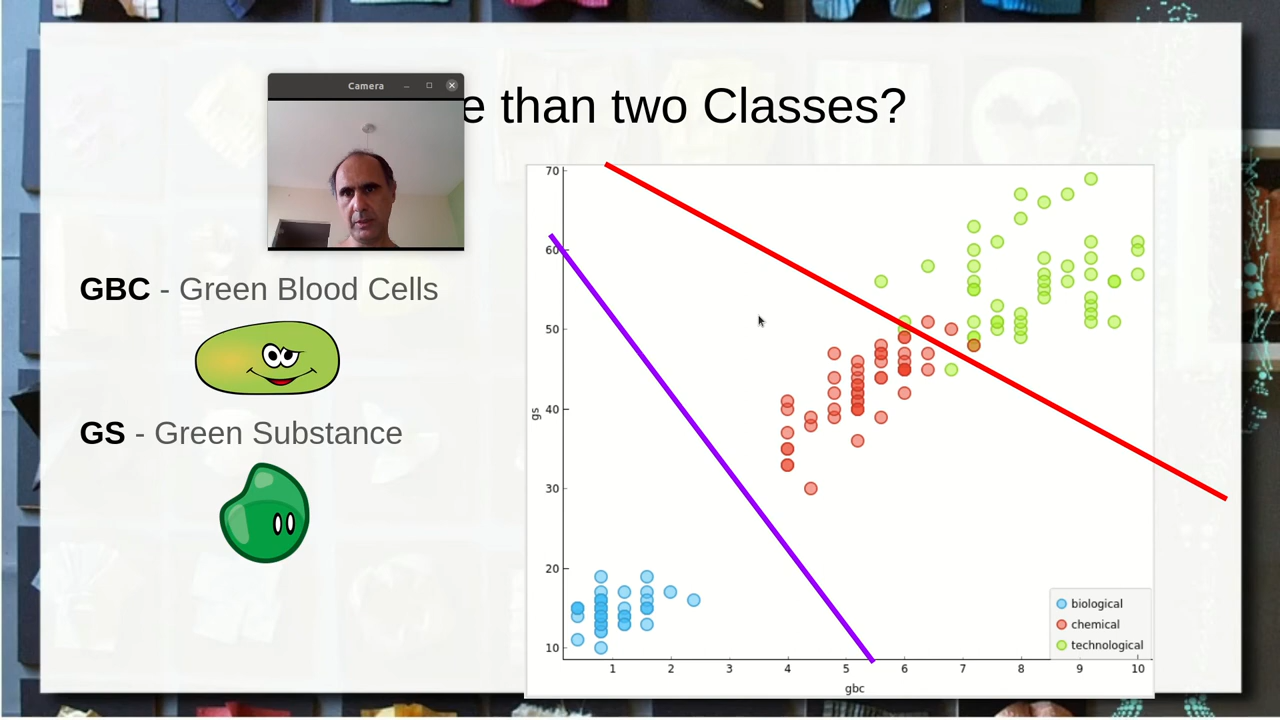 Camera
e than two Classes?
GBC - Green Blood Cells
GS - Green Substance
70
60
50
40
30
20
10
gs
1 2 3 4 5 6 7 8 9 10
gbc
biological
chemical
technological